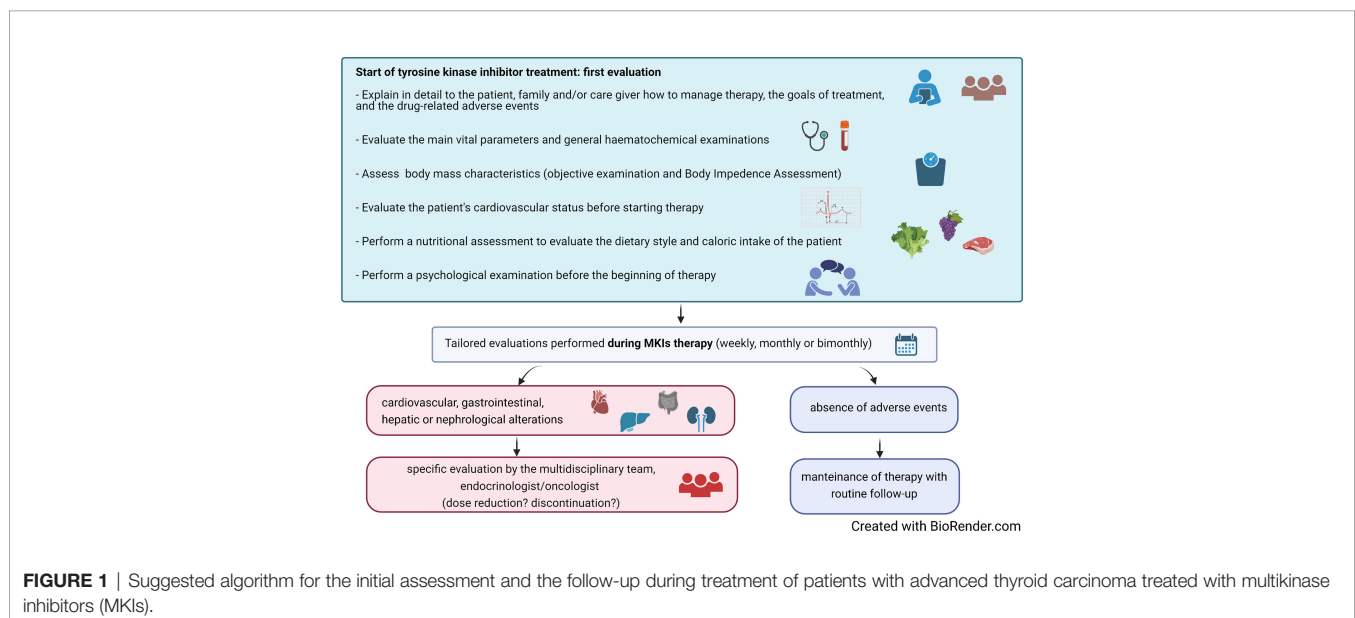 Start of tyrosine kinase inhibitor treatment: first evaluation
- Explain in detail to the patient, family and/or care giver how to manage therapy, the goals of treatment,
and the drug-related adverse events
- Evaluate the main vital parameters and general haematochemical examinations
- Assess body mass characteristics (objective examination and Body Impedence Assessment)
- Evaluate the patient's cardiovascular status before starting therapy
- Perform a nutritional assessment to evaluate the dietary style and caloric intake of the patient
- Perform a psychological examination before the beginning of therapy
Tailored evaluations performed during MKIs therapy (weekly, monthly or bimonthly)
cardiovascular, gastrointestinal,
hepatic or nephrological alterations
absence of adverse events
specific evaluation by the multidisciplinary team,
endocrinologist/oncologist
(dose reduction? discontinuation?)
manteinance of therapy with
routine follow-up
Created with BioRender.com
FIGURE 1 | Suggested algorithm for the initial assessment and the follow-up during treatment of patients with advanced thyroid carcinoma treated with multikinase
inhibitors (MKIs).